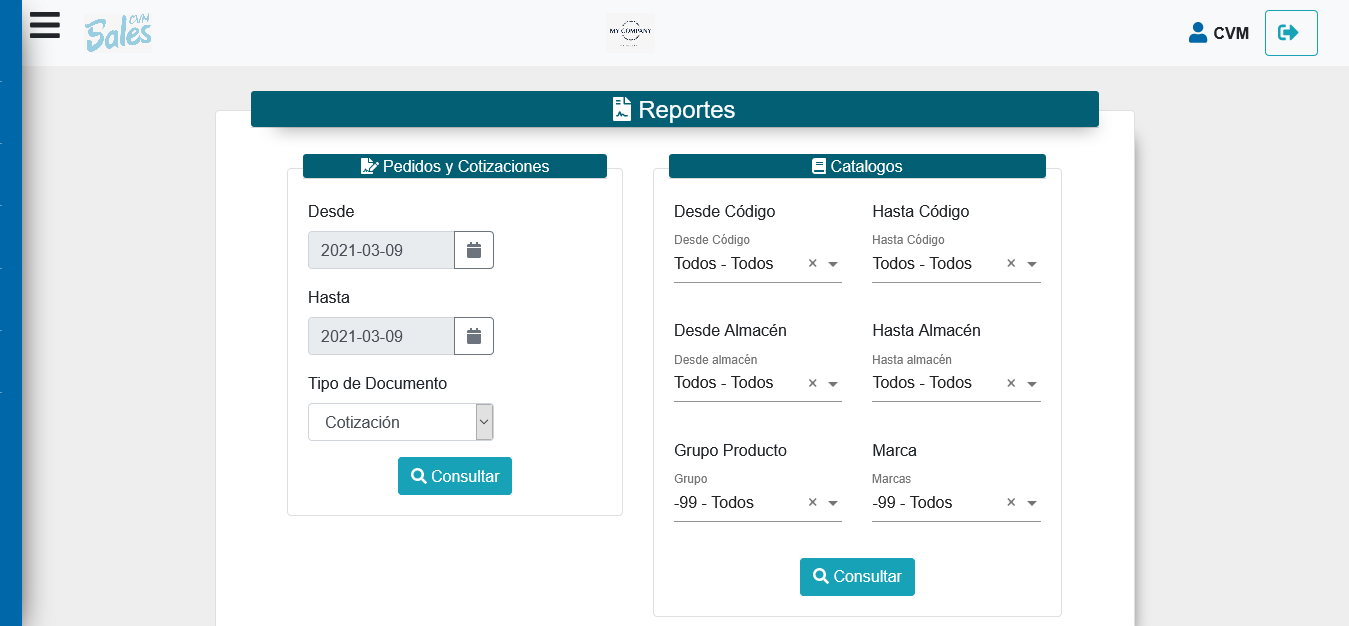 CVM
Sales
MY COMPANY
CVM
Reportes
Pedidos y Cotizaciones
Desde
2021-03-09
Hasta
2021-03-09
Tipo de Documento
Cotización
Consultar
Catalogos
Desde Código Hasta Código
Desde Código Hasta Código
Todos - Todos × Todos - Todos ×
Desde Almacén Hasta Almacén
Desde almacén Hasta almacén
Todos - Todos × Todos - Todos ×
Grupo Producto Marca
Grupo Marcas
-99 - Todos × -99 - Todos ×
Consultar